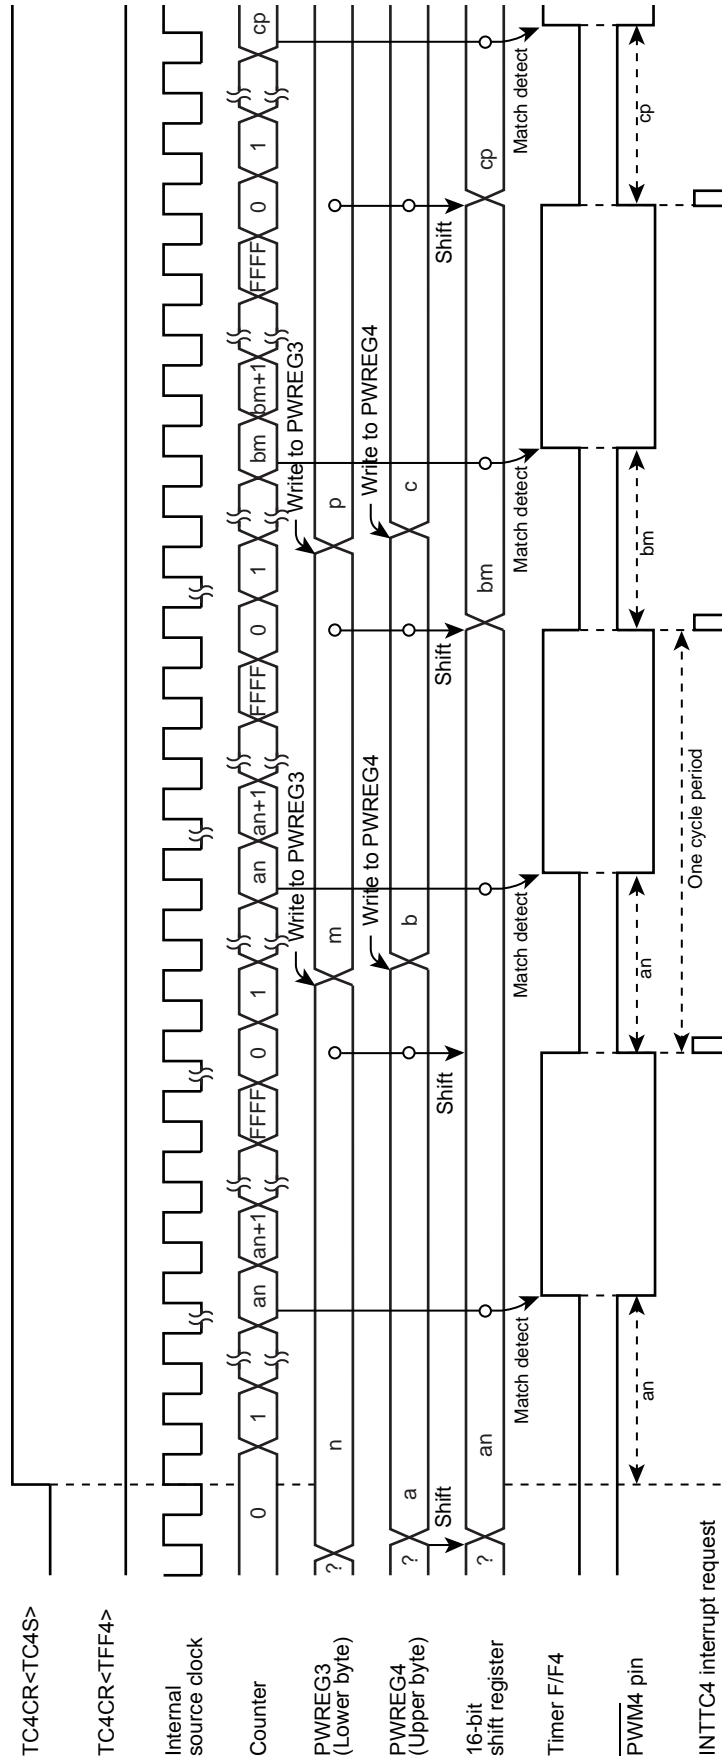 TC4CR<TC4S>
TC4CR<TFF4>
Internal
source clock
Counter
0
1
an
an+1
FFFF
0
1
an
an+1
FFFF
0
1
bm
bm+1
FFFF
0
1
cp
Write to PWREG3
Write to PWREG3
PWREG3
(Lower byte)
?
n
m
p
Write to PWREG4
Write to PWREG4
PWREG4
(Upper byte)
?
a
b
c
Shift
Shift
Shift
Shift
16-bit
shift register
?
an
bm
cp
Match detect
Match detect
Match detect
Match detect
Timer F/F4
PWM4 pin
an
an
bm
cp
One cycle period
INTTC4 interrupt request